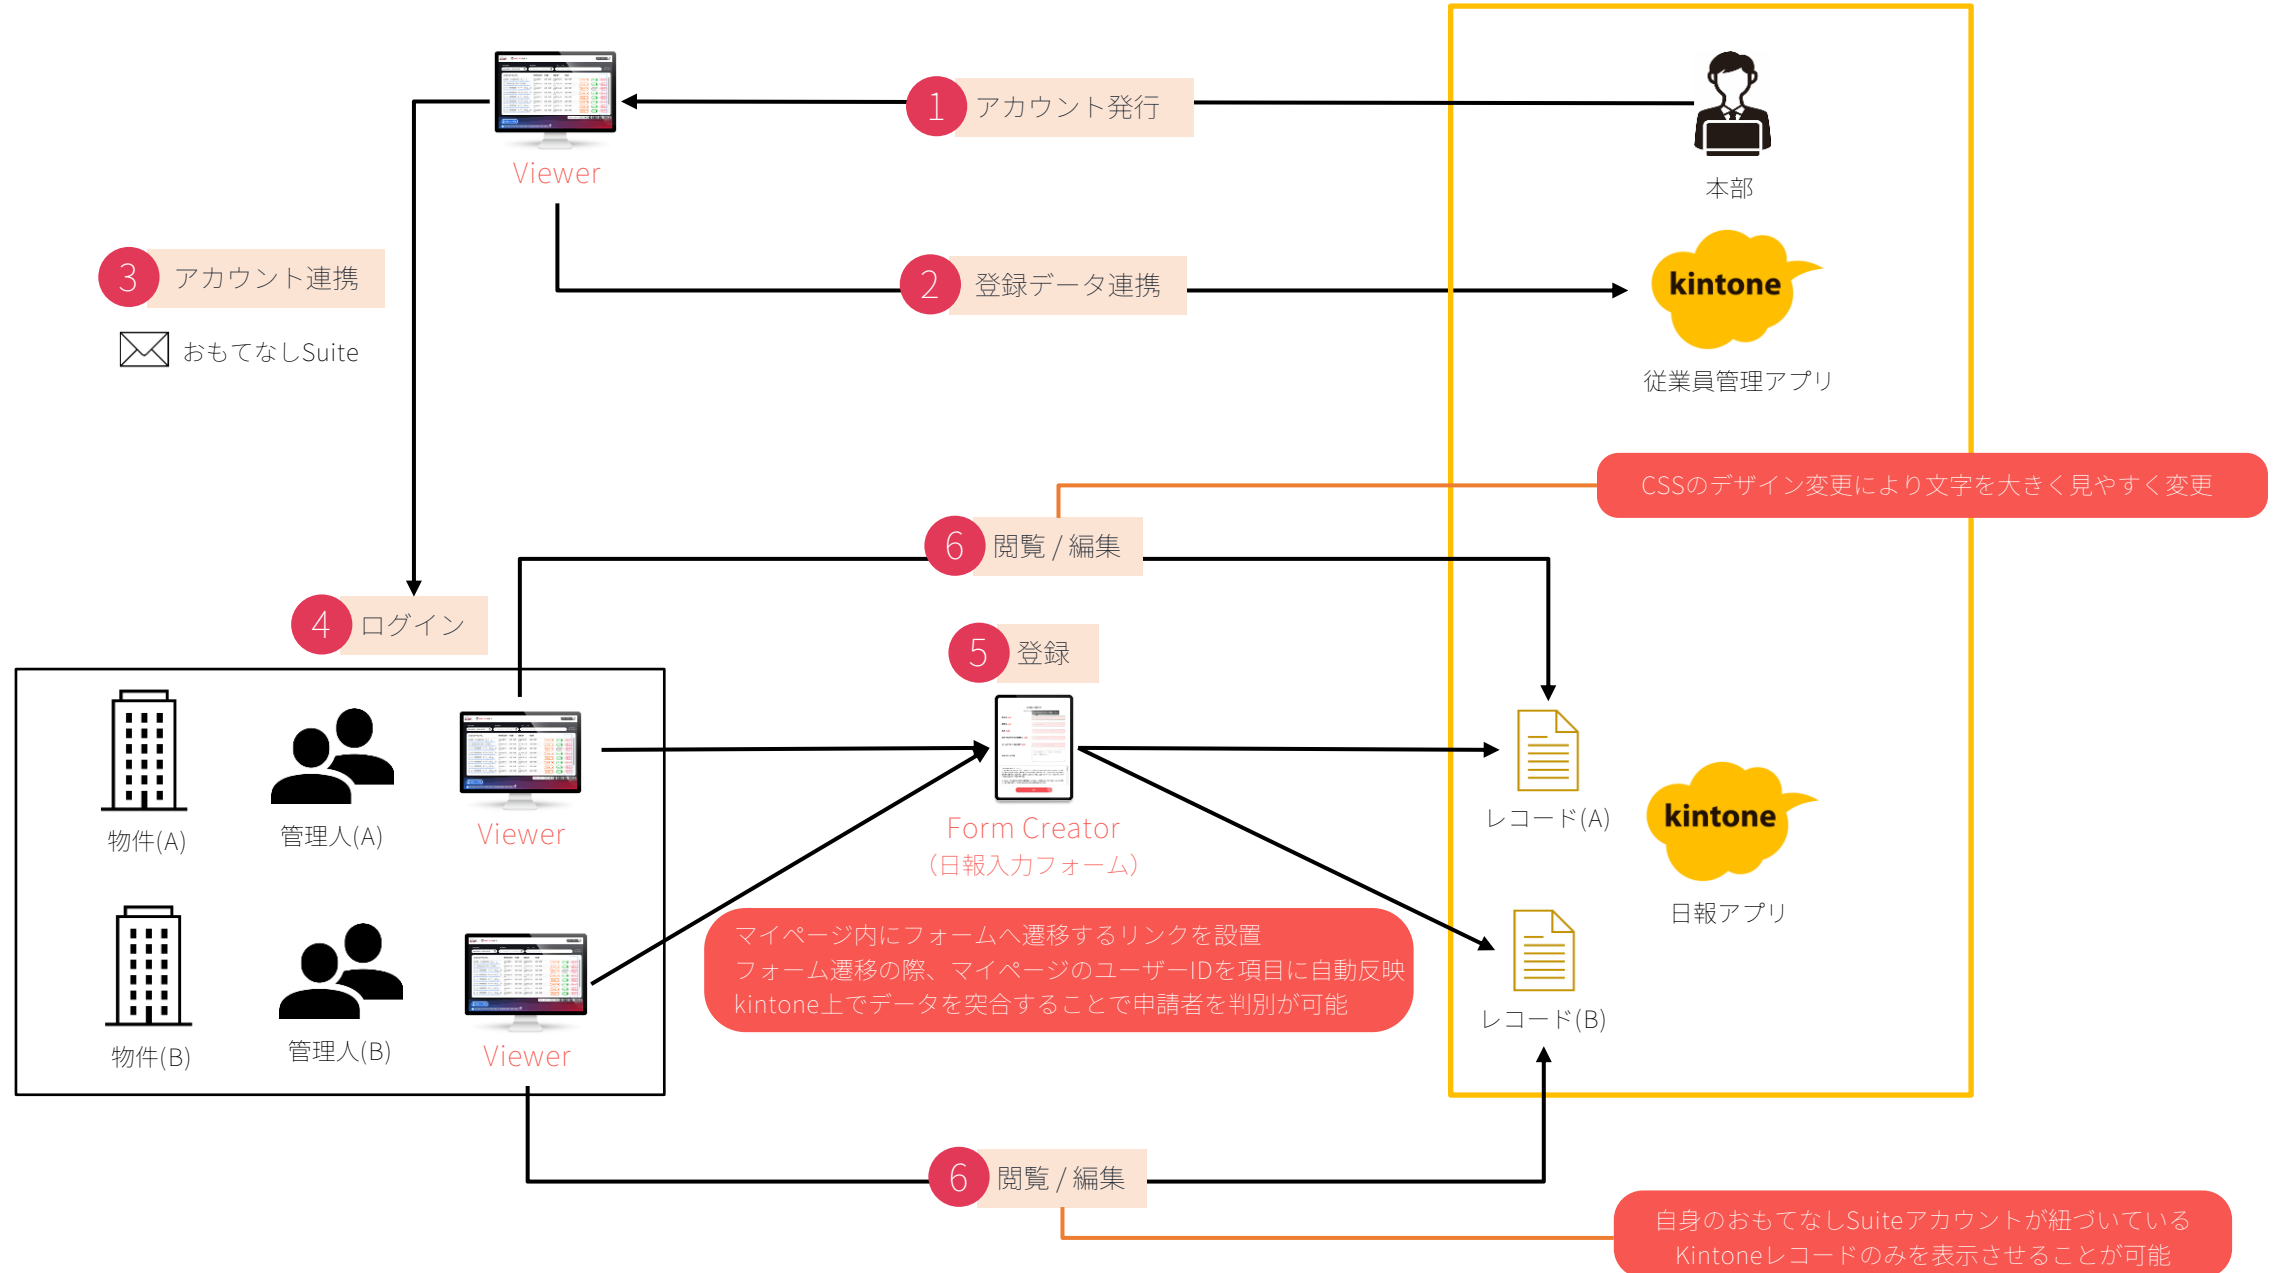 1 アカウント発行
Viewer
本部
3 アカウント連携
2 登録データ連携
kintone
おもてなしSuite
従業員管理アプリ
CSSのデザイン変更により文字を大きく見やすく変更
6 閲覧 / 編集
4 ログイン
5 登録
物件(A)
管理人(A)
Viewer
Form Creator
（日報入力フォーム）
レコード(A)
kintone
日報アプリ
マイページ内にフォームへ遷移するリンクを設置
フォーム遷移の際、マイページのユーザーIDを項目に自動反映
kintone上でデータを突合することで申請者を判別が可能
物件(B)
管理人(B)
Viewer
レコード(B)
6 閲覧 / 編集
自身のおもてなしSuiteアカウントが紐づいている
Kintoneレコードのみを表示させることが可能